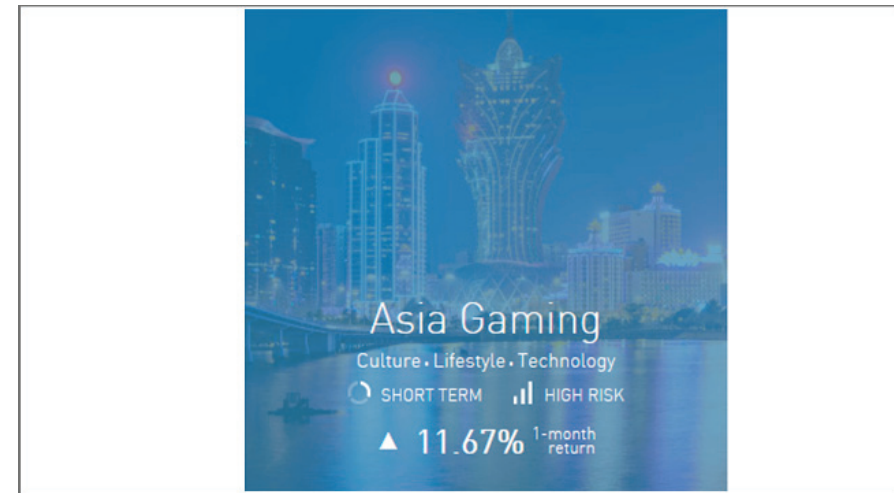 Asia Gaming
Culture • Lifestyle • Technology
SHORT TERM HIGH RISK
▲ 11.67% 1-month return